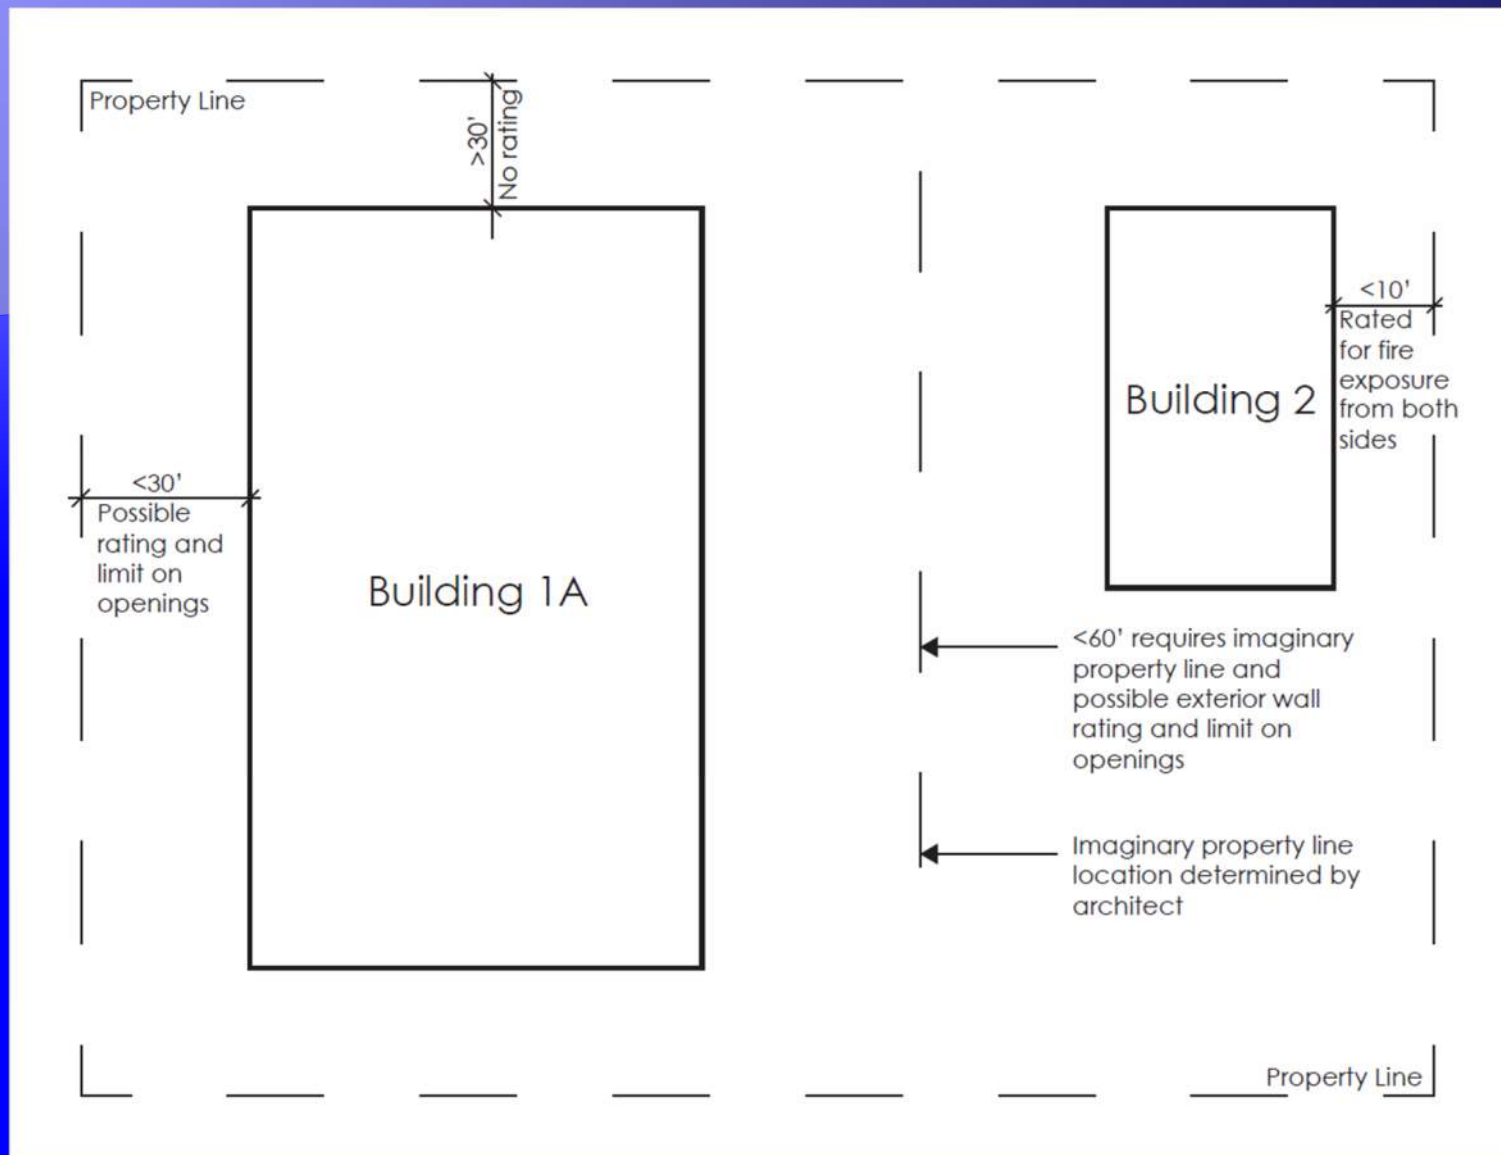 Property Line
>30'
No rating
<10'
Rated
for fire
exposure
from both
sides
Building 2
<30'
Possible
rating and
limit on
openings
Building 1A
<60' requires imaginary
property line and
possible exterior wall
rating and limit on
openings
Imaginary property line
location determined by
architect
Property Line